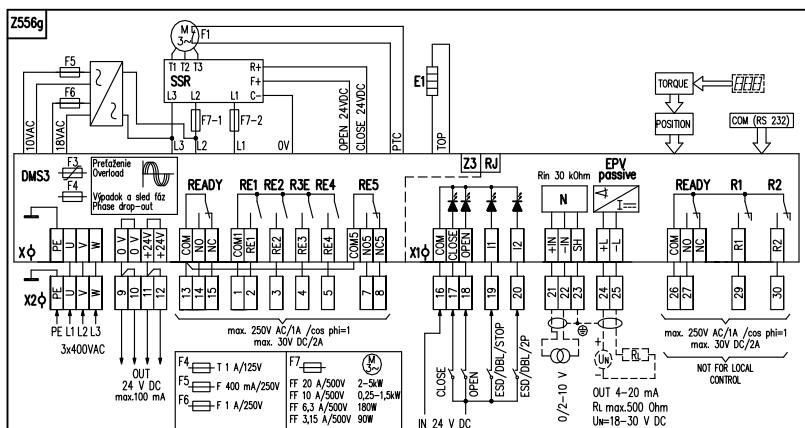 Z556g
F5
F6
10VAC
18VAC
M
3~
F1
T1 T2 T3
SSR
R+
F+
C-
L3
L2
L1
F7-1
F7-2
L3
L2
L1
0V
OPEN 24VDC
CLOSE 24VDC
PTC
E1
TOP
TORQUE
POSITION
COM (RS 232)
DMS3
F3
F4
Preťaženie
Overload
Výpadok a sled fáz
Phase drop-out
Z3
RJ
READY
RE1
RE2
R3E
RE4
RE5
Rin 30 kOhm
N
EPV
passive
I
READY
R1
R2
X
PE
U
V
W
0 V
0 V
+24V
+24V
COM
NO
NC
COM1
RE1
RE2
RE3
RE4
COM5
NO5
NC5
X1
COM
CLOSE
OPEN
I1
I2
+IN
-IN
SH
+L
-L
COM
NO
NC
R1
R2
X2
PE
U
V
W
9
10
11
12
13
14
15
1
2
4
5
7
8
16
17
18
19
20
21
22
23
24
25
26
27
29
30
PE L1 L2 L3
3x400VAC
OUT
24 V DC
max.100 mA
max. 250V AC/1A /cos phi=1
max. 30V DC/2A
F4 T 1 A/125V
F5 F 400 mA/250V
F6 F 1 A/250V
F7
M
3~
FF 20 A/500V 2-5kW
FF 10 A/500V 0,25-1,5kW
FF 6,3 A/500V 180W
FF 3,15 A/500V 90W
CLOSE
OPEN
ESD/DBL/STOP
ESD/DBL/2P
IN 24 V DC
0/2-10 V
+
UN
-
RL
OUT 4-20 mA
RL max.500 Ohm
UN=18-30 V DC
max. 250V AC/1A /cos phi=1
max. 30V DC/2A
NOT FOR LOCAL
CONTROL